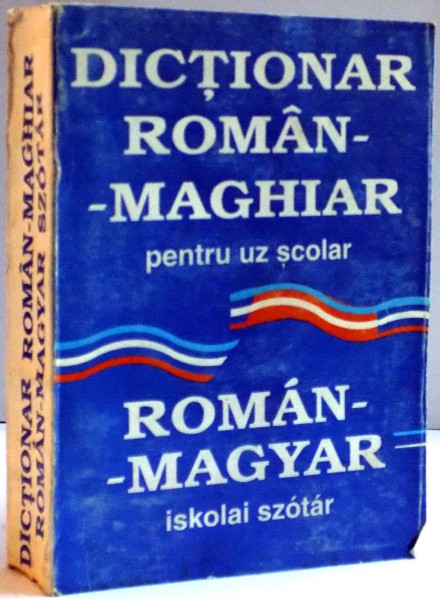 DICȚIONAR
ROMÂN-
-MAGHIAR
pentru uz școlar
ROMÁN-
-MAGYAR
iskolai szótár
DICȚIONAR ROMÂN-MAGHIAR
ROMÁN-MAGYAR SZÓTÁR